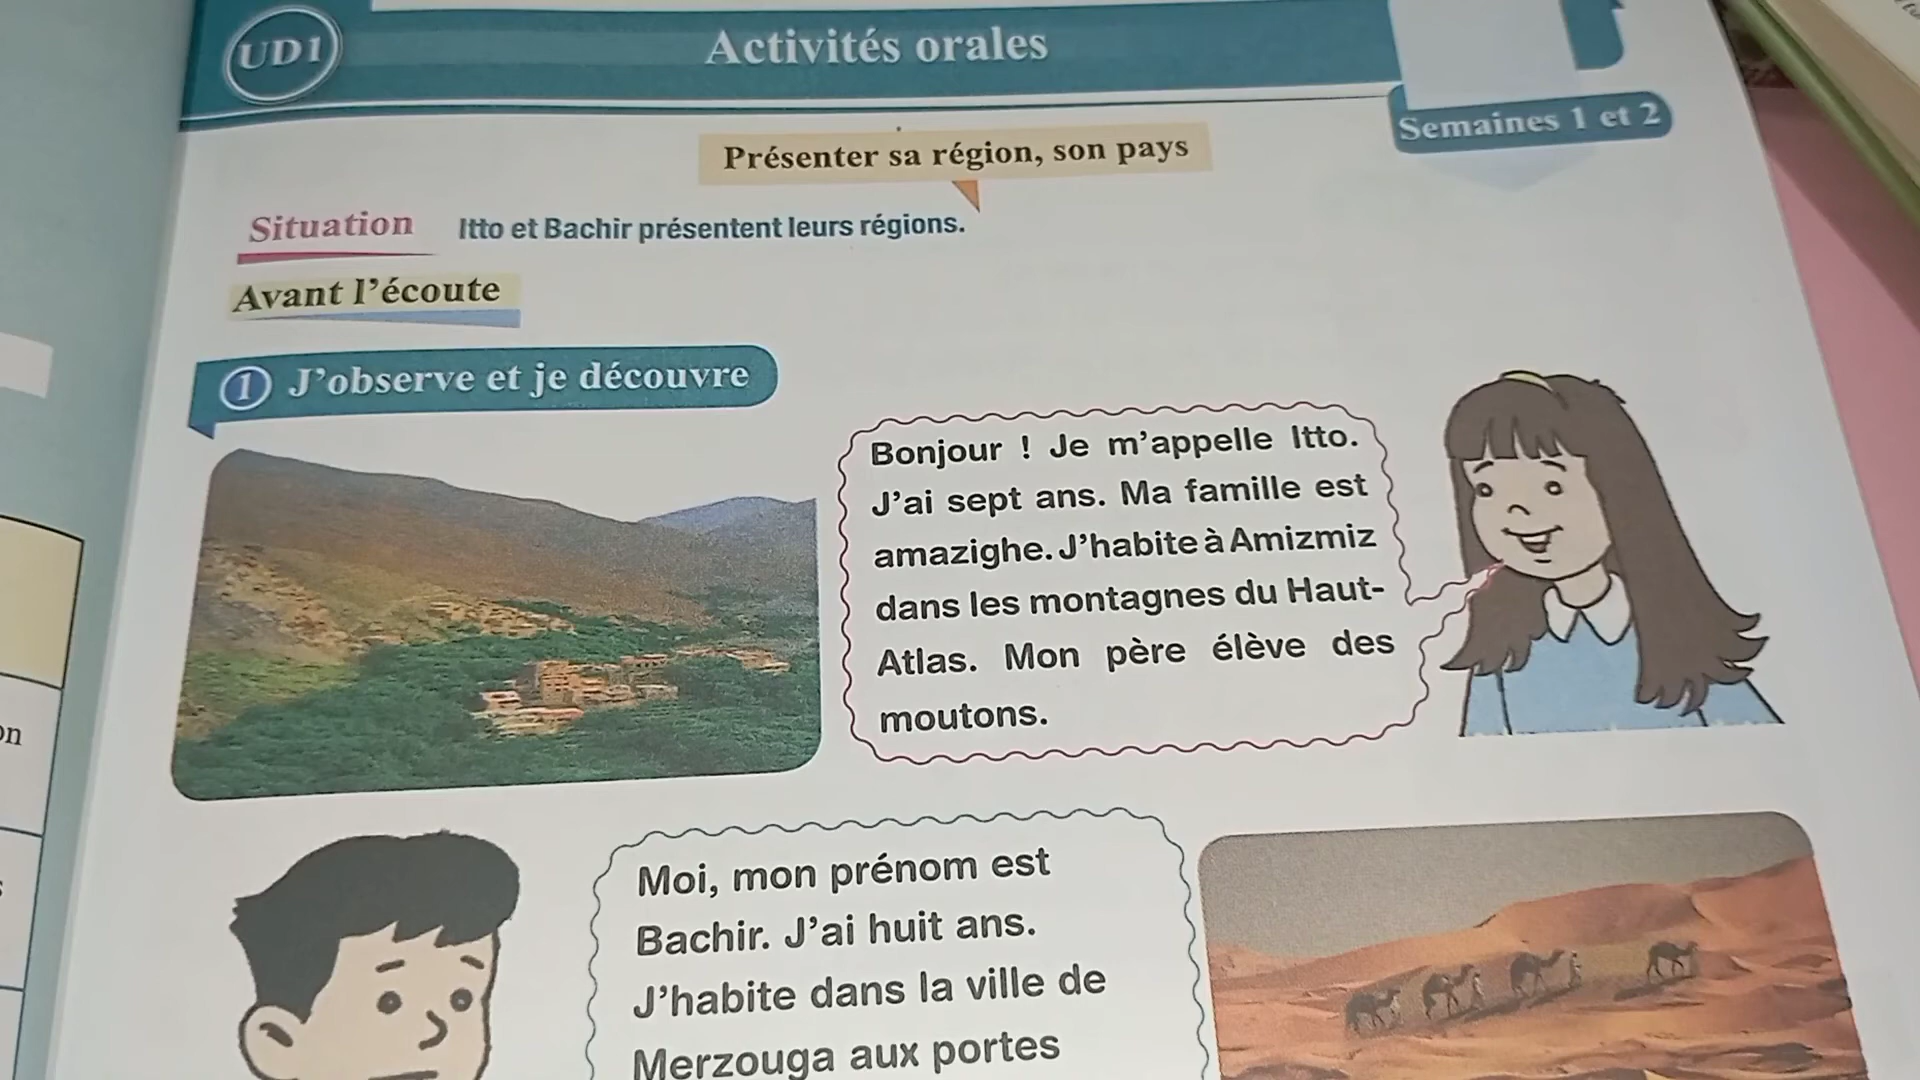 UD1
Activités orales
Semaines 1 et 2
Présenter sa région, son pays
Situation Itto et Bachir présentent leurs régions.
Avant l'écoute
1 J'observe et je découvre
Bonjour ! Je m'appelle Itto.
J'ai sept ans. Ma famille est
amazighe. J'habite à Amizmiz
dans les montagnes du Haut-
Atlas. Mon père élève des
moutons.
Moi, mon prénom est
Bachir. J'ai huit ans.
J'habite dans la ville de
Merzouga aux portes